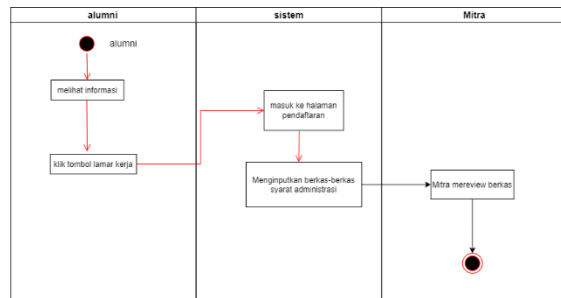 alumni
sistem
Mitra
alumni
melihat informasi
klik tombol lamar kerja
masuk ke halaman
pendaftaran
Menginputkan berkas-berkas
syarat administrasi
Mitra mereview berkas